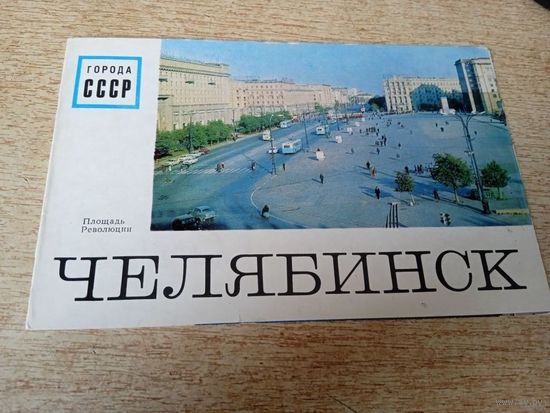 ГОРОДА
СССР
Площадь
Революции
ЧЕЛЯБИНСК